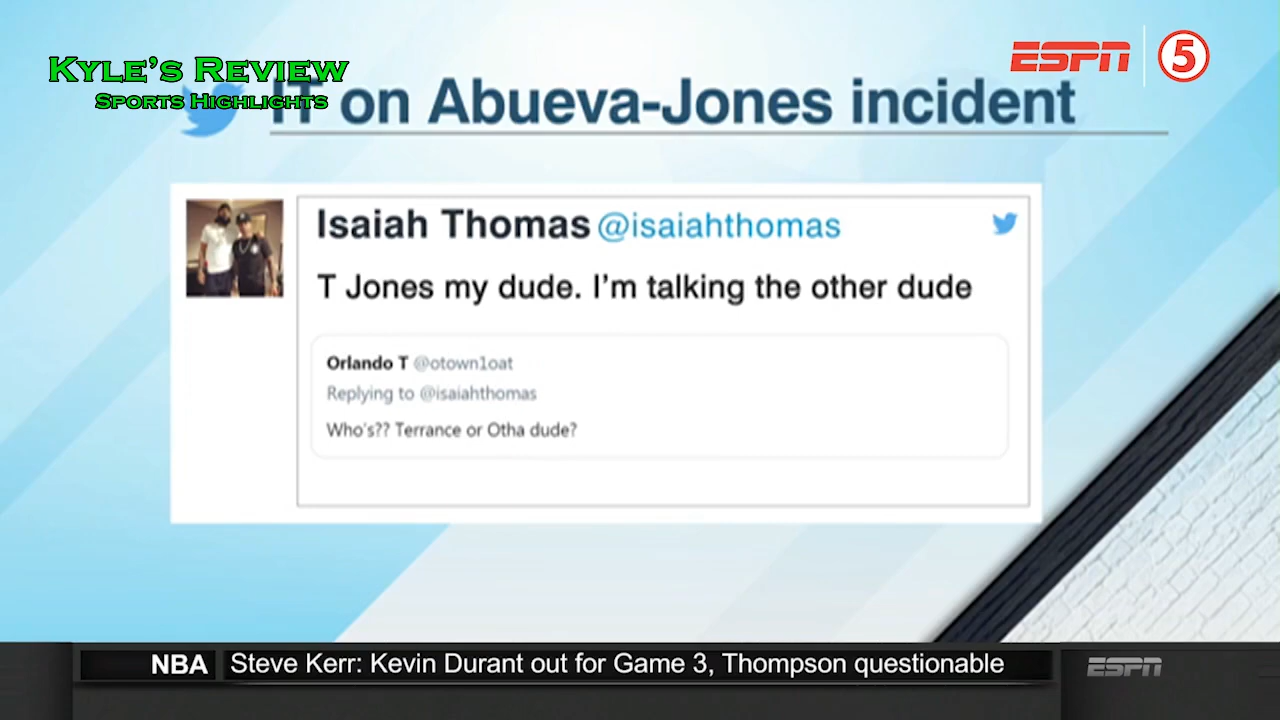 KYLE'S REVIEW
SPORTS HIGHLIGHTS
ESPN 5
IT on Abueva-Jones incident
Isaiah Thomas @isaiahthomas
T Jones my dude. I'm talking the other dude
Orlando T @otown1oat
Replying to @isaiahthomas
Who's?? Terrance or Otha dude?
NBA Steve Kerr: Kevin Durant out for Game 3, Thompson questionable ESPN